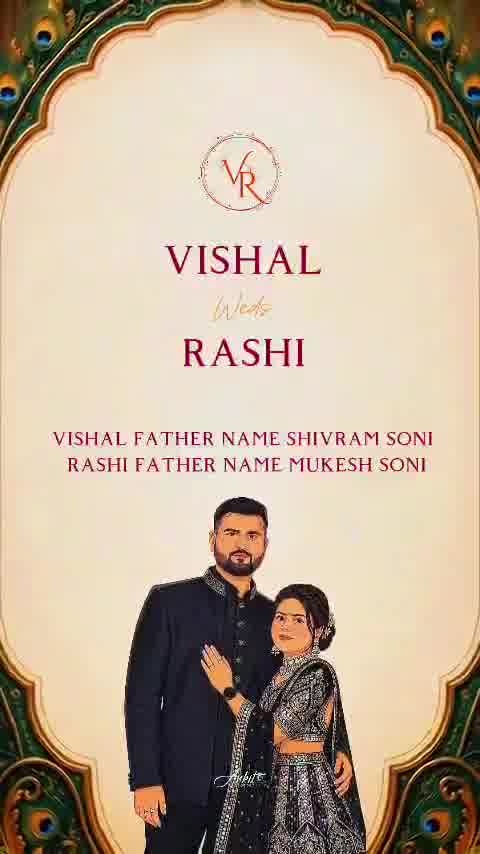 VR
VISHAL
Weds
RASHI
VISHAL FATHER NAME SHIVRAM SONI
RASHI FATHER NAME MUKESH SONI